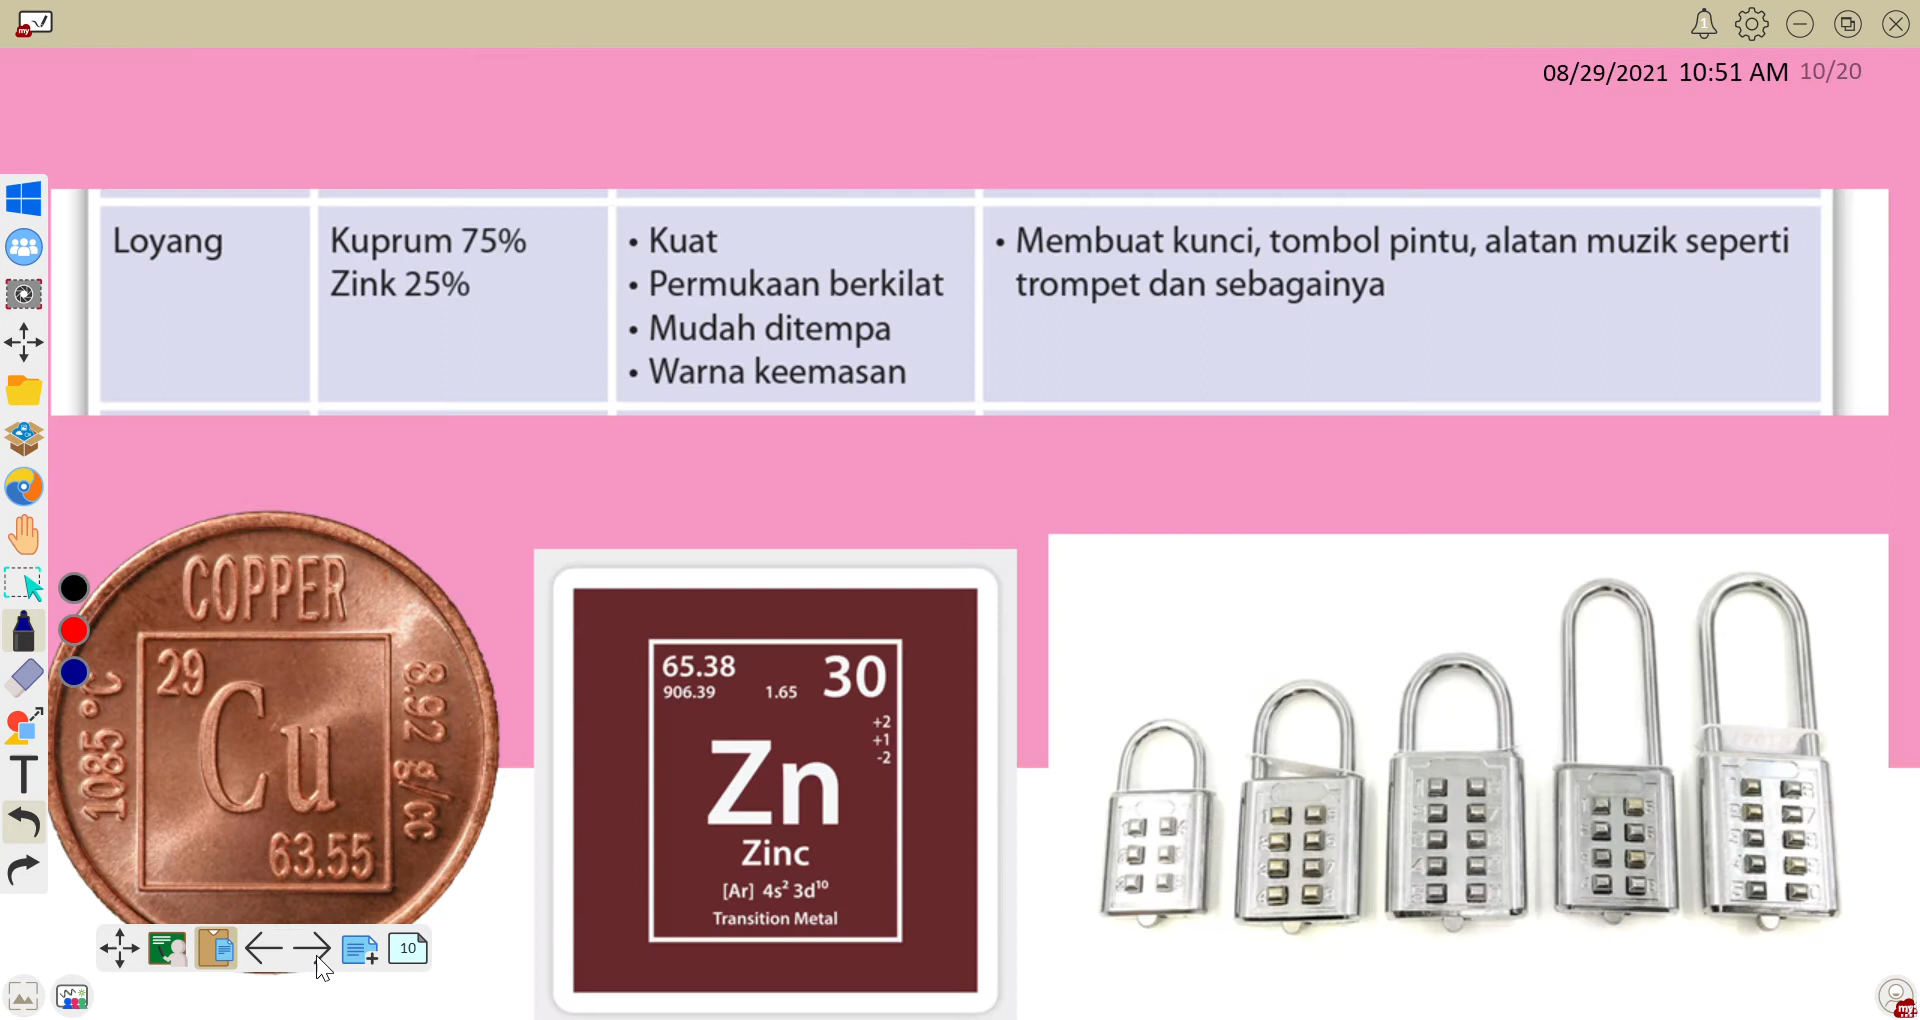 my
1
08/29/2021 10:51 AM 10/20
Loyang
Kuprum 75%
Zink 25%
• Kuat
• Permukaan berkilat
• Mudah ditempa
• Warna keemasan
• Membuat kunci, tombol pintu, alatan muzik seperti
trompet dan sebagainya
COPPER
29
Cu
63.55
1085 °C
8.92 g/cc
65.38
906.39
1.65
30
+2
+1
-2
Zn
Zinc
[Ar] 4s² 3d¹⁰
Transition Metal
T
10
my